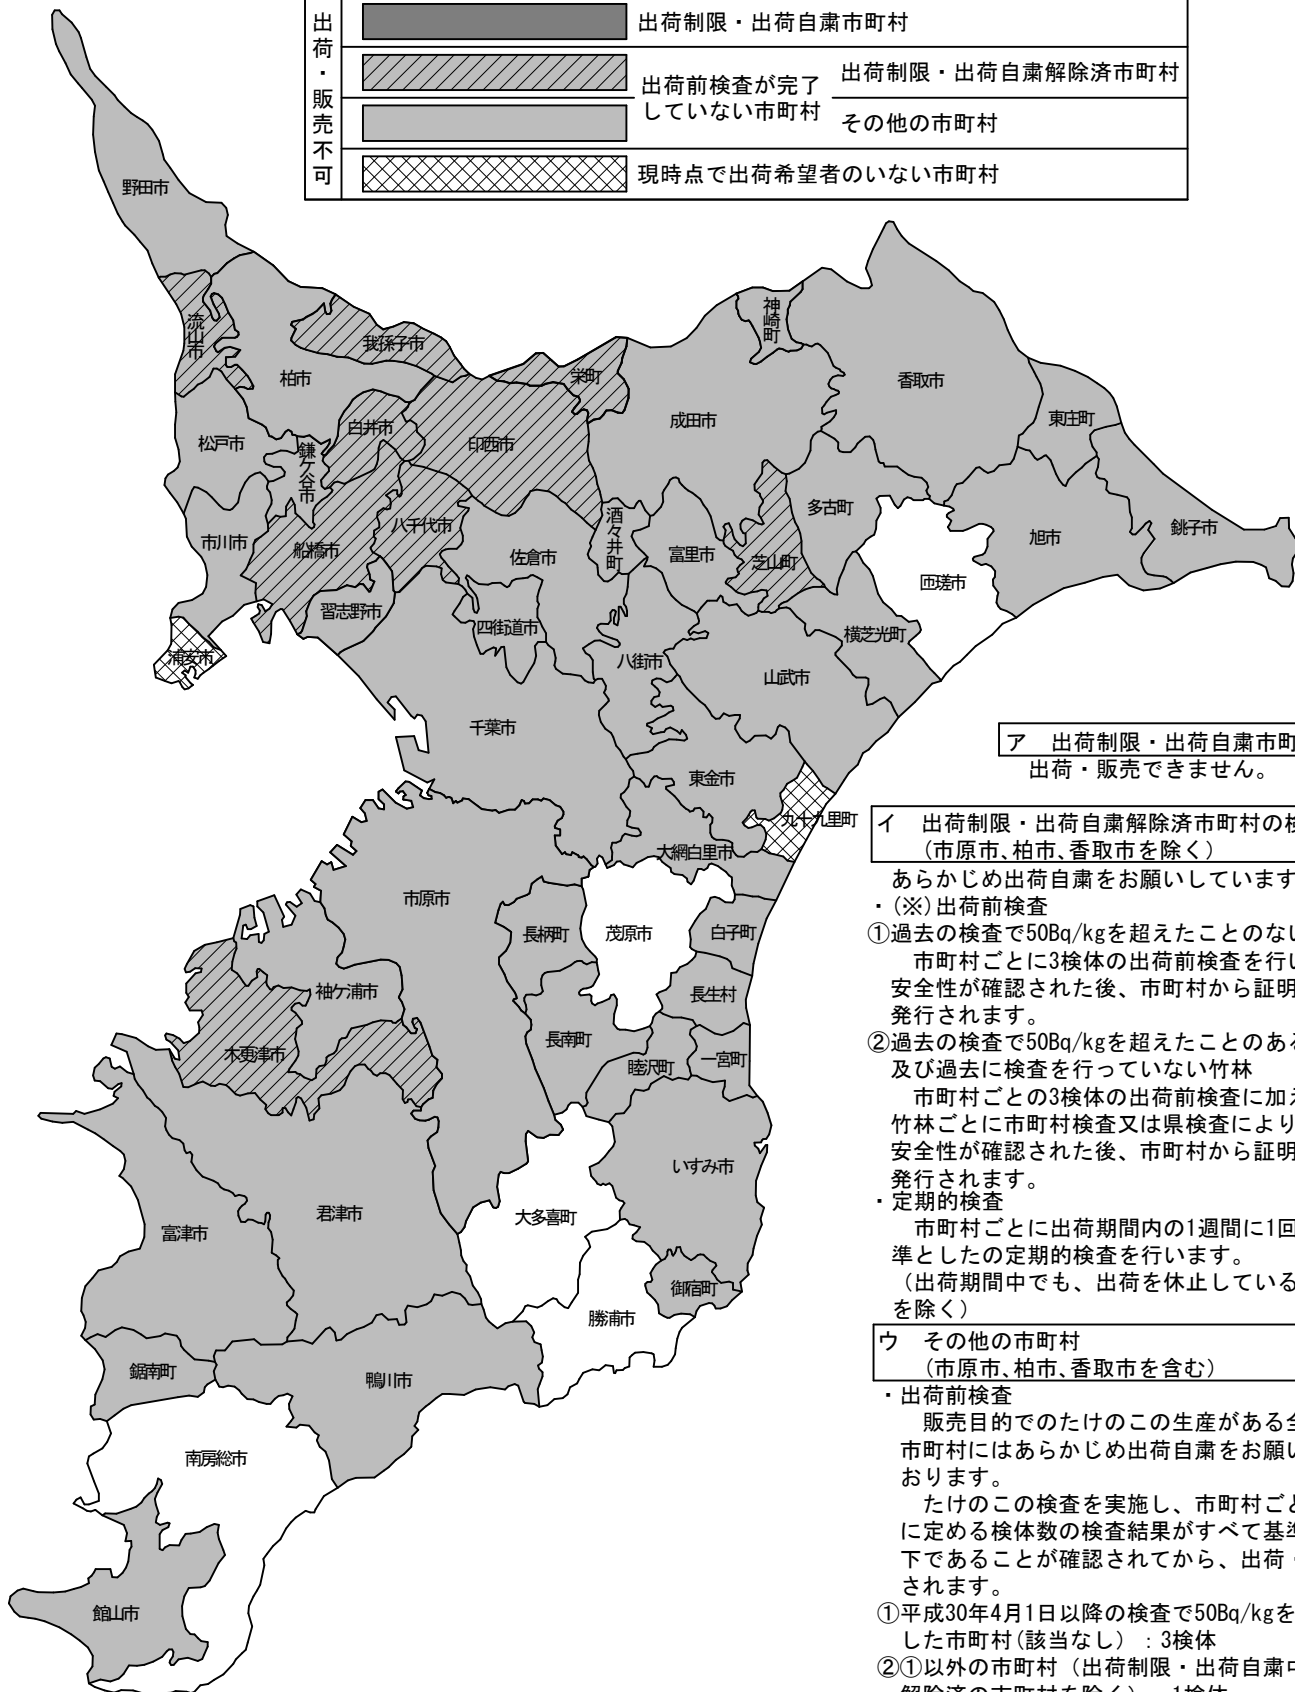 出荷・販売不可
出荷制限・出荷自粛市町村
出荷前検査が完了
していない市町村
出荷制限・出荷自粛解除済市町村
その他の市町村
現時点で出荷希望者のいない市町村
野田市
流山市
我孫子市
柏市
栄町
神崎町
成田市
香取市
東庄町
松戸市
鎌ケ谷市
白井市
印西市
市川市
船橋市
八千代市
佐倉市
酒々井町
富里市
芝山町
多古町
匝瑳市
旭市
銚子市
習志野市
四街道市
浦安市
八街市
山武市
横芝光町
千葉市
東金市
九十九里町
大網白里市
市原市
長柄町
茂原市
白子町
袖ケ浦市
長生村
木更津市
長南町
睦沢町
一宮町
いすみ市
富津市
君津市
大多喜町
御宿町
勝浦市
鋸南町
鴨川市
南房総市
館山市
ア　出荷制限・出荷自粛市町
出荷・販売できません。
イ　出荷制限・出荷自粛解除済市町村の検
(市原市、柏市、香取市を除く)
あらかじめ出荷自粛をお願いしています
・(※)出荷前検査
①過去の検査で50Bq/kgを超えたことのない
市町村ごとに3検体の出荷前検査を行い
安全性が確認された後、市町村から証明
発行されます。
②過去の検査で50Bq/kgを超えたことのある
及び過去に検査を行っていない竹林
市町村ごとの3検体の出荷前検査に加え
竹林ごとに市町村検査又は県検査により
安全性が確認された後、市町村から証明
発行されます。
・定期的検査
市町村ごとに出荷期間内の1週間に1回
準としたの定期的検査を行います。
（出荷期間中でも、出荷を休止している
を除く）
ウ　その他の市町村
(市原市、柏市、香取市を含む)
・出荷前検査
販売目的でのたけのこの生産がある全
市町村にはあらかじめ出荷自粛をお願い
おります。
たけのこの検査を実施し、市町村ごと
に定める検体数の検査結果がすべて基準
下であることが確認されてから、出荷・
されます。
①平成30年4月1日以降の検査で50Bq/kgを
した市町村(該当なし）：3検体
②①以外の市町村（出荷制限・出荷自粛中
解除済の市町村を除く）：1検体